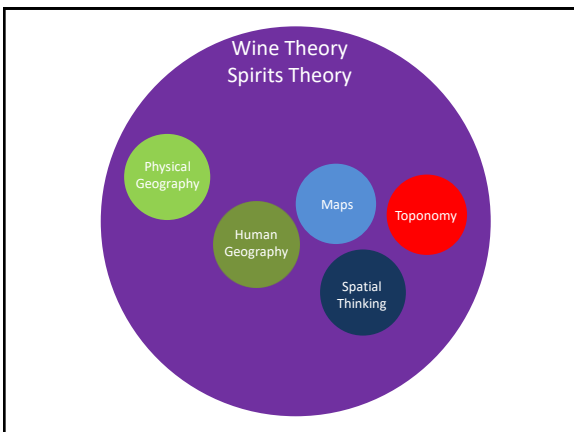 Wine Theory
Spirits Theory
Physical
Geography
Maps
Toponomy
Human
Geography
Spatial
Thinking